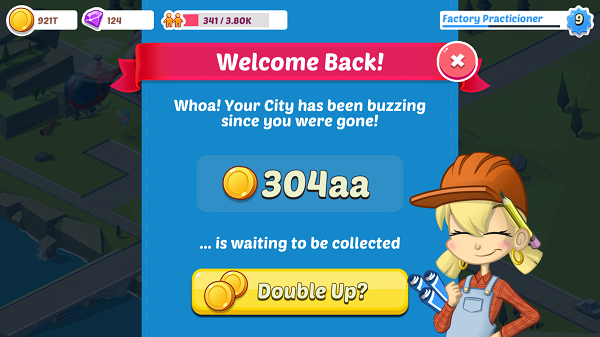 921T
124
341 / 3.80K
Factory Practicioner
9
Welcome Back!
Whoa! Your City has been buzzing
since you were gone!
304aa
... is waiting to be collected
Double Up?